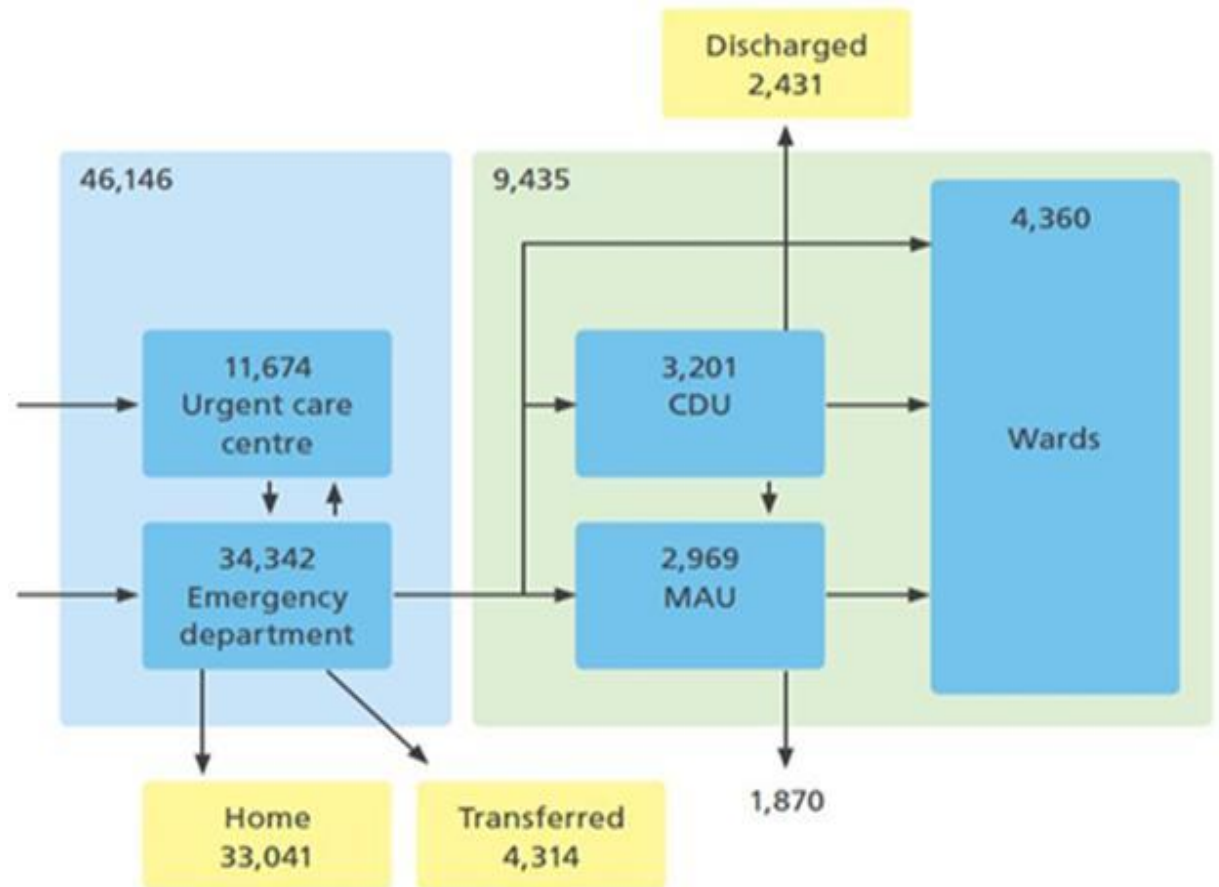 Discharged
2,431
46,146
9,435
4,360
Wards
11,674
Urgent care
centre
3,201
CDU
34,342
Emergency
department
2,969
MAU
Home
33,041
Transferred
4,314
1,870